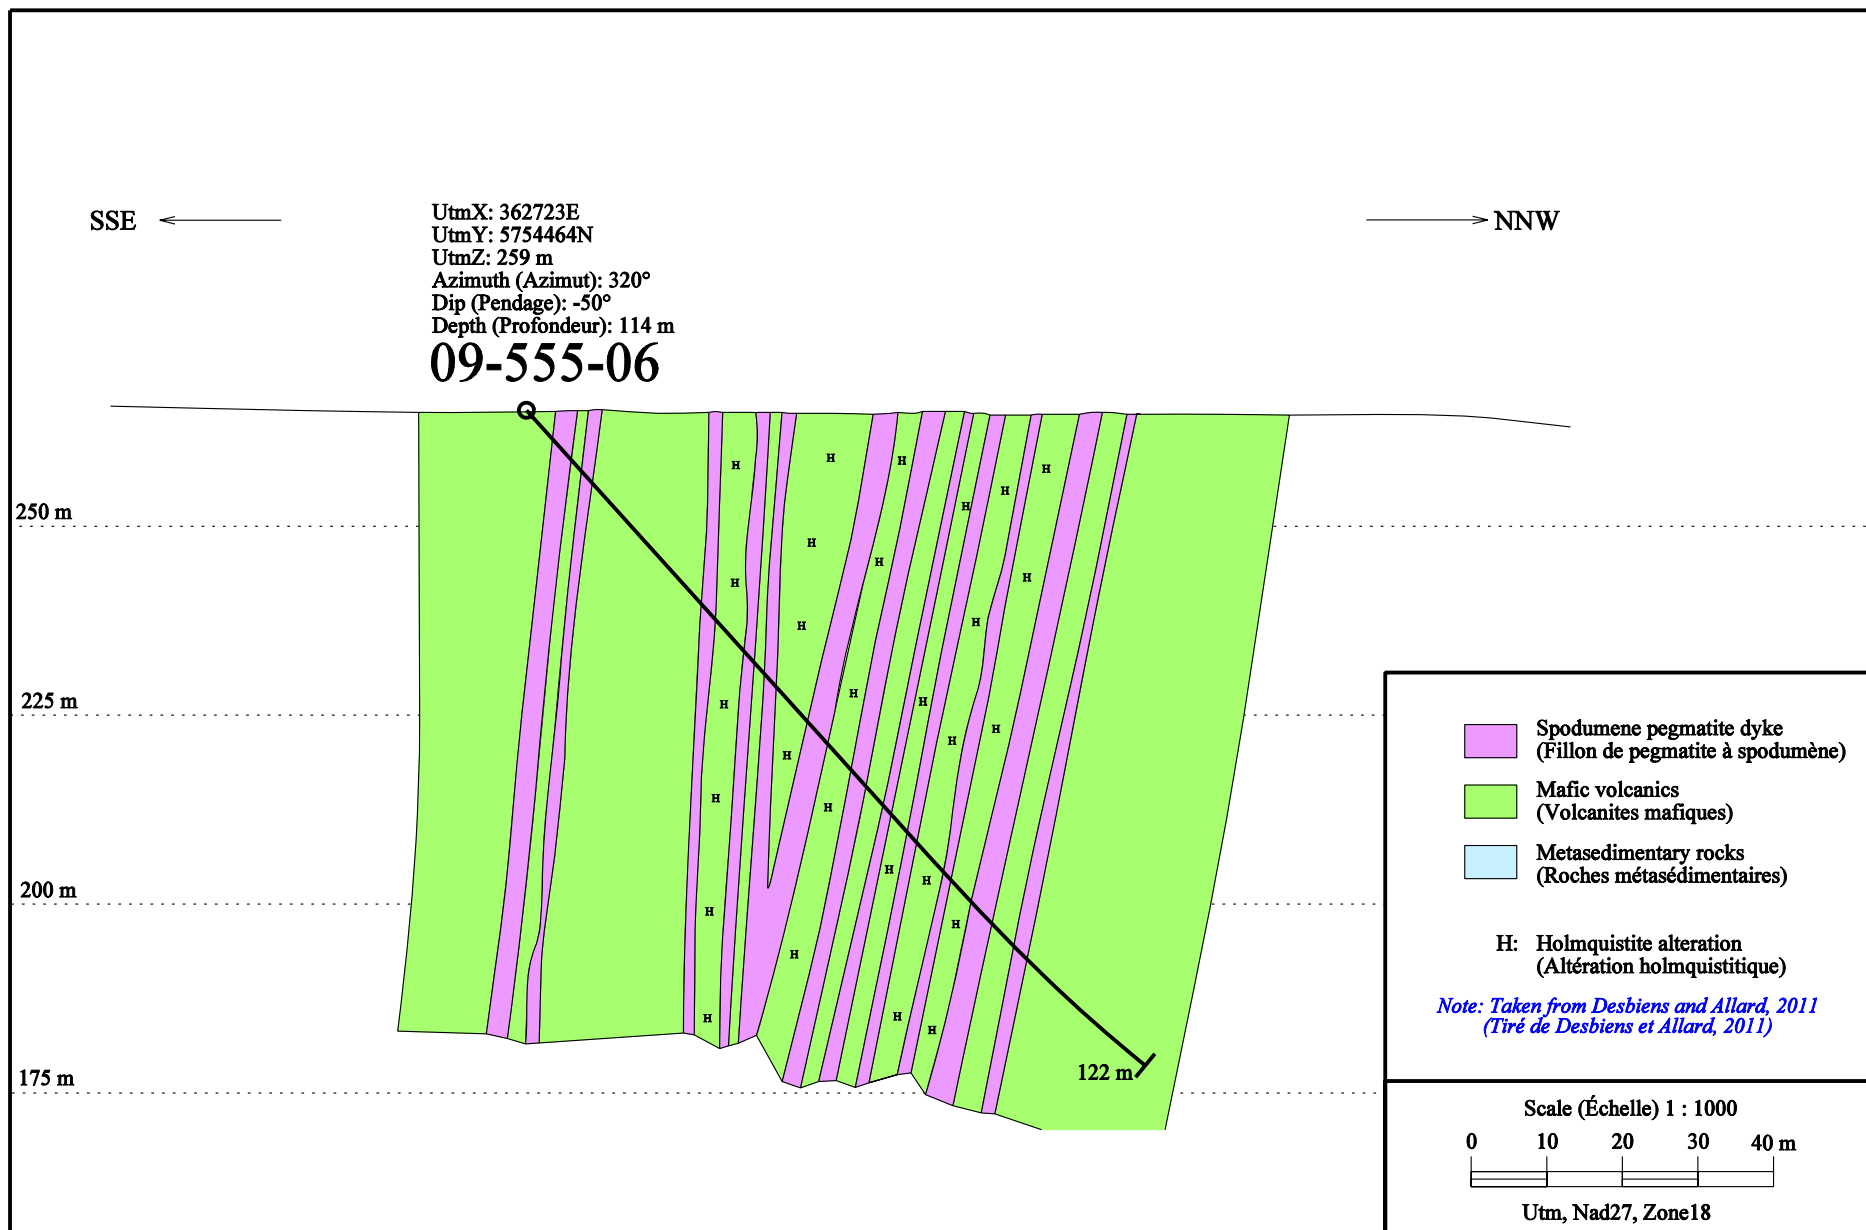 SSE
NNW
UtmX: 362723E
UtmY: 5754464N
UtmZ: 259 m
Azimuth (Azimut): 320°
Dip (Pendage): -50°
Depth (Profondeur): 114 m
09-555-06
H H H H H
H H H
H H H
H H H
H H H H
H H H
H H H
H H H
H H
H H H
250 m
225 m
200 m
175 m
122 m
Spodumene pegmatite dyke
(Fillon de pegmatite à spodumène)
Mafic volcanics
(Volcanites mafiques)
Metasedimentary rocks
(Roches métasédimentaires)
H: Holmquistite alteration
(Altération holmquistitique)
Note: Taken from Desbiens and Allard, 2011
(Tiré de Desbiens et Allard, 2011)
Scale (Échelle) 1 : 1000
0 10 20 30 40 m
Utm, Nad27, Zone18